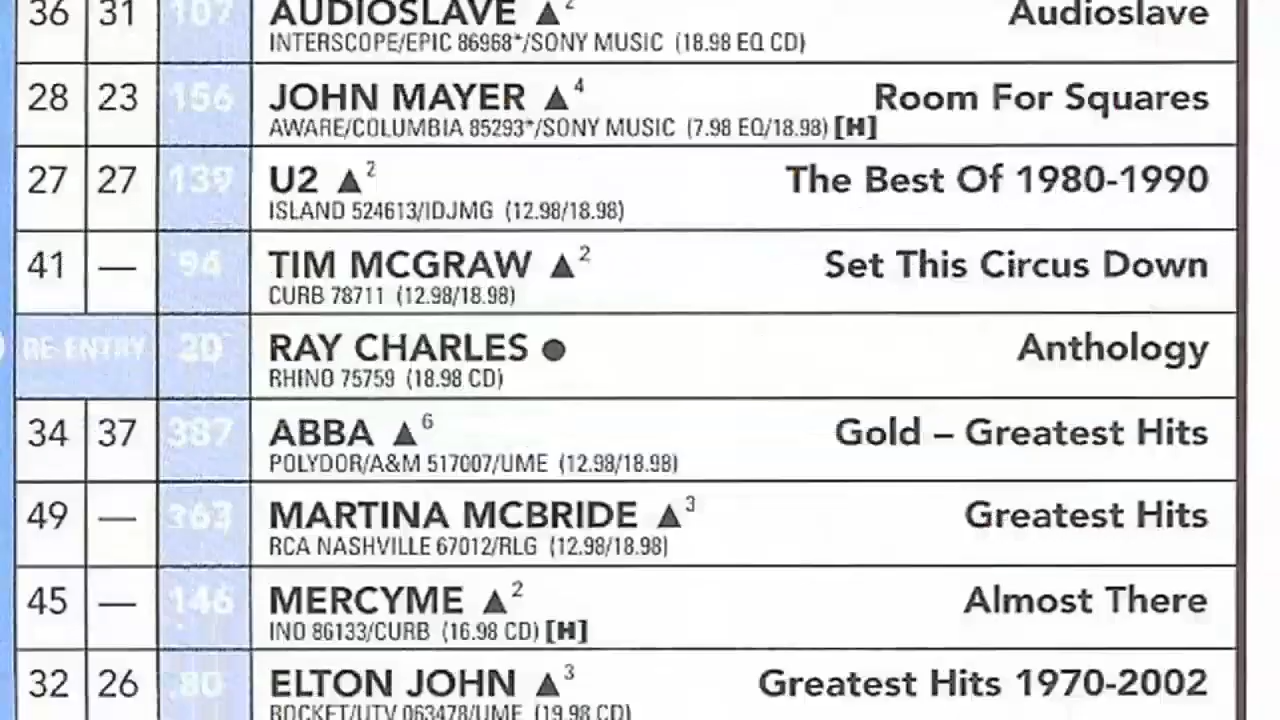 36 31 107 AUDIOSLAVE ▲2 Audioslave
INTERSCOPE/EPIC 86968*/SONY MUSIC (18.98 EQ CD)
28 23 156 JOHN MAYER ▲4 Room For Squares
AWARE/COLUMBIA 85293*/SONY MUSIC (7.98 EQ/18.98) [H]
27 27 139 U2 ▲2 The Best Of 1980-1990
ISLAND 524613/IDJMG (12.98/18.98)
41 — 94 TIM MCGRAW ▲2 Set This Circus Down
CURB 78711 (12.98/18.98)
RE-ENTRY 20 RAY CHARLES ● Anthology
RHINO 75759 (18.98 CD)
34 37 387 ABBA ▲6 Gold – Greatest Hits
POLYDOR/A&M 517007/UME (12.98/18.98)
49 — MARTINA MCBRIDE ▲3 Greatest Hits
RCA NASHVILLE 67012/RLG (12.98/18.98)
45 — 146 MERCYME ▲2 Almost There
INO 86133/CURB (16.98 CD) [H]
32 26 80 ELTON JOHN ▲3 Greatest Hits 1970-2002
ROCKET/UTV 063478/UME (19.98 CD)